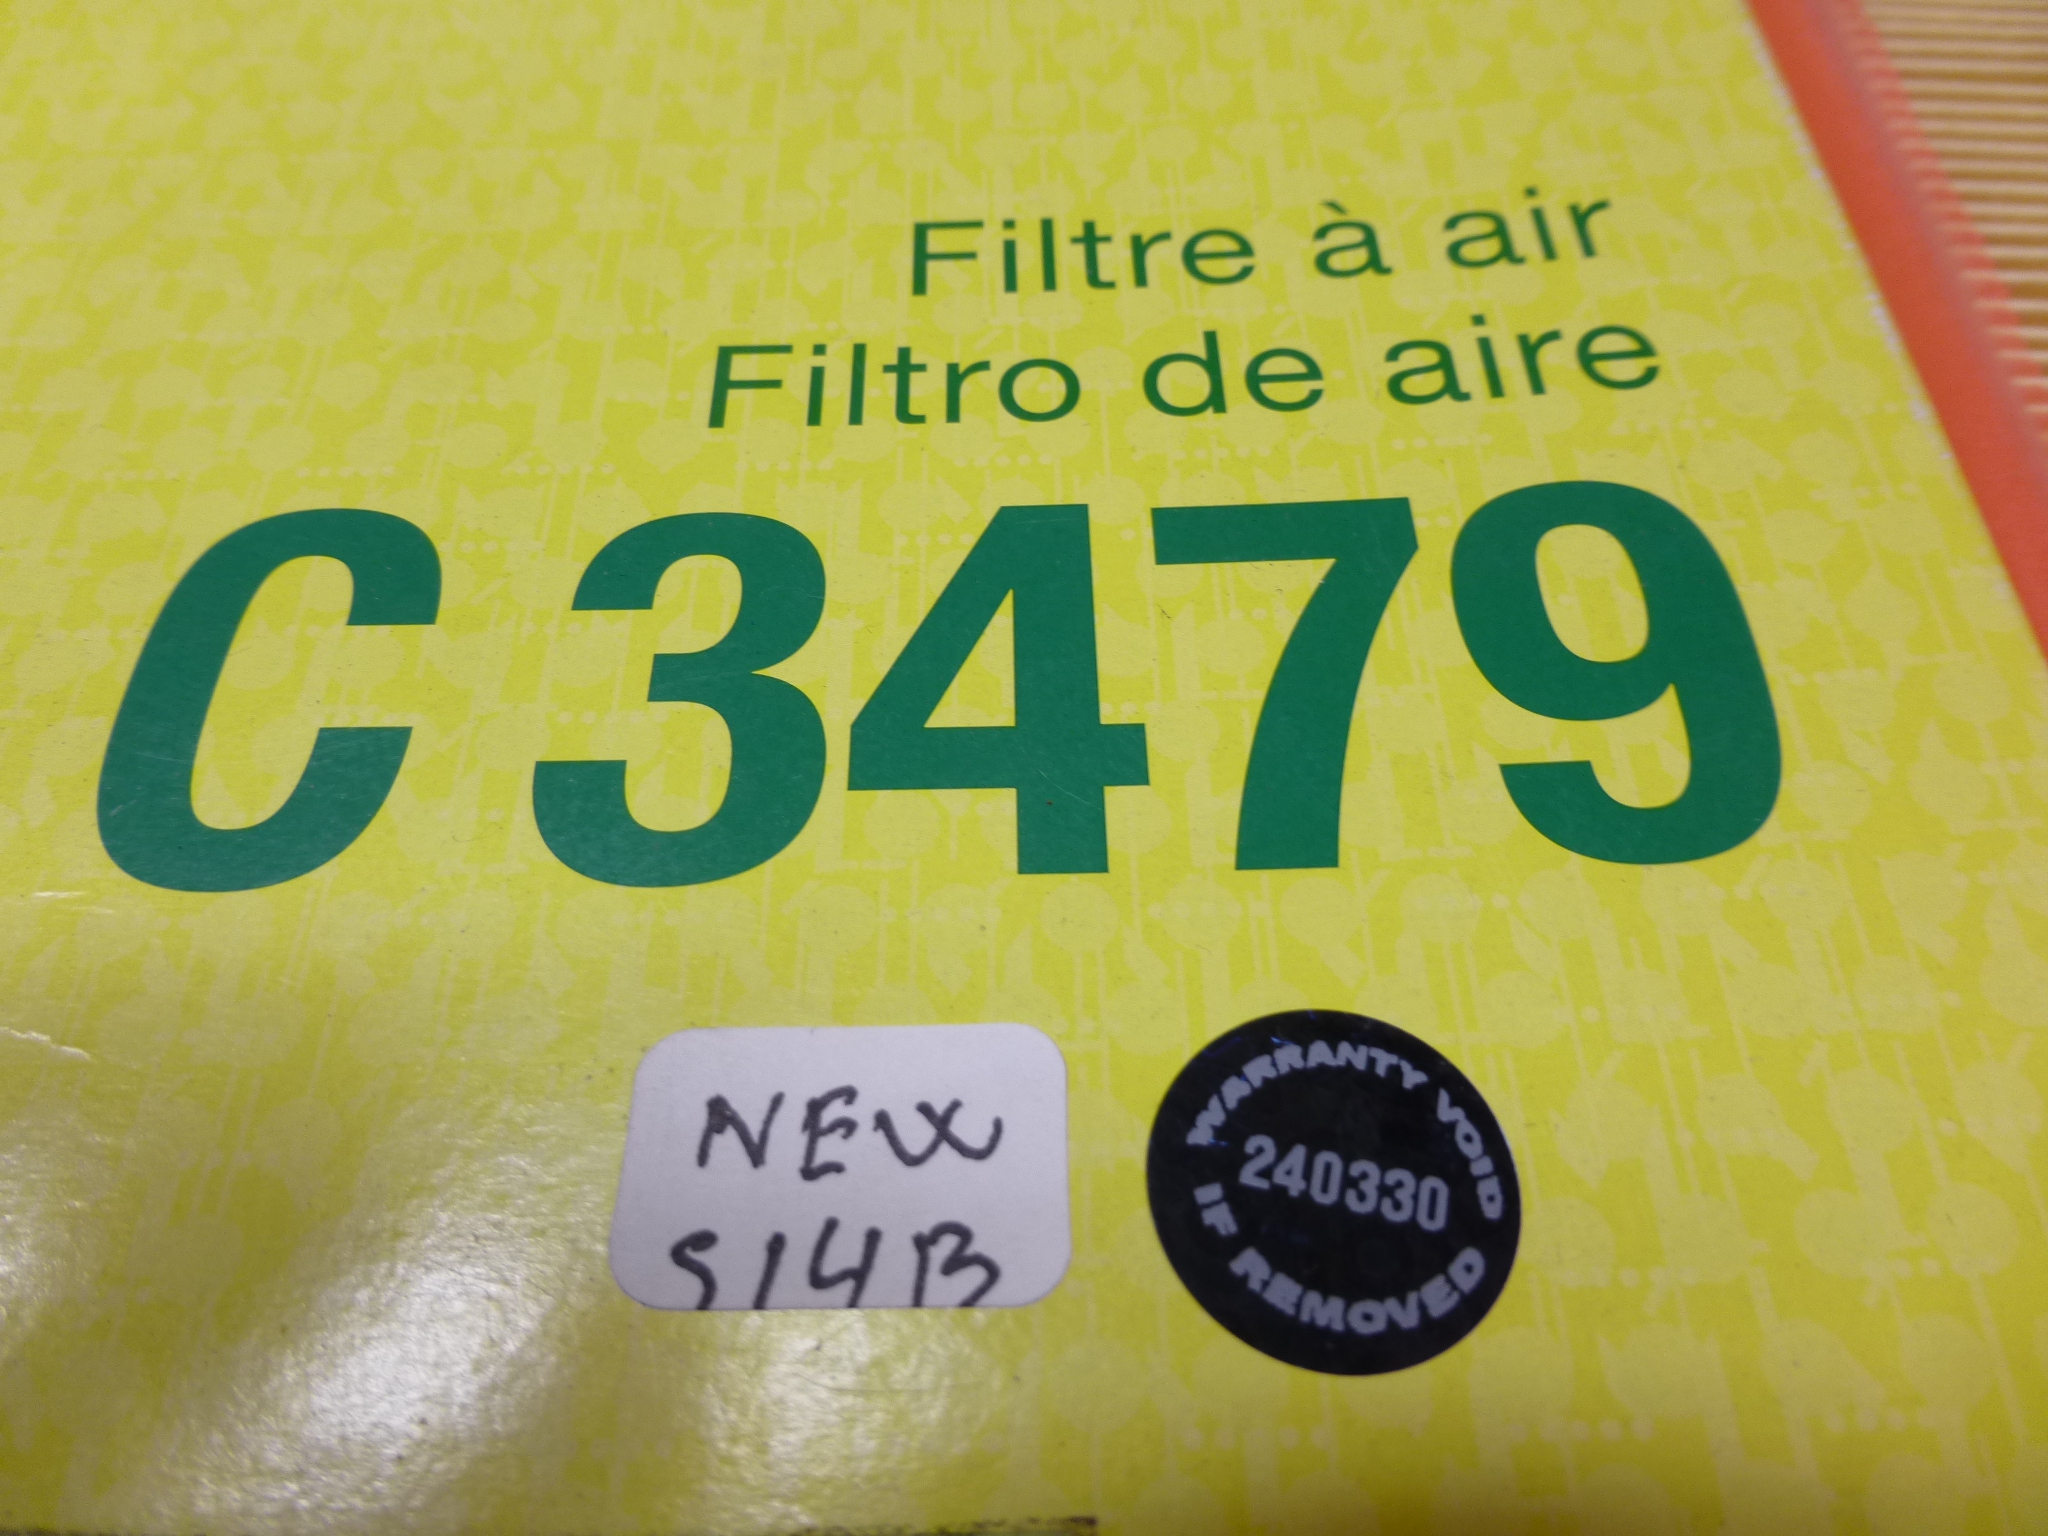 Filtre à air
Filtro de aire
C 3479
NEW
S14B
WARRANTY VOID
240330
IF REMOVED